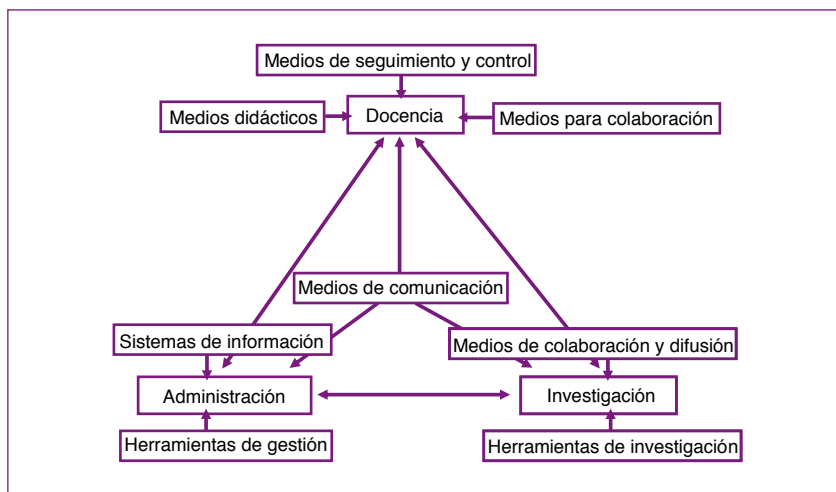 Medios de seguimiento y control
Medios didácticos
Docencia
Medios para colaboración
Medios de comunicación
Sistemas de información
Medios de colaboración y difusión
Administración
Investigación
Herramientas de gestión
Herramientas de investigación